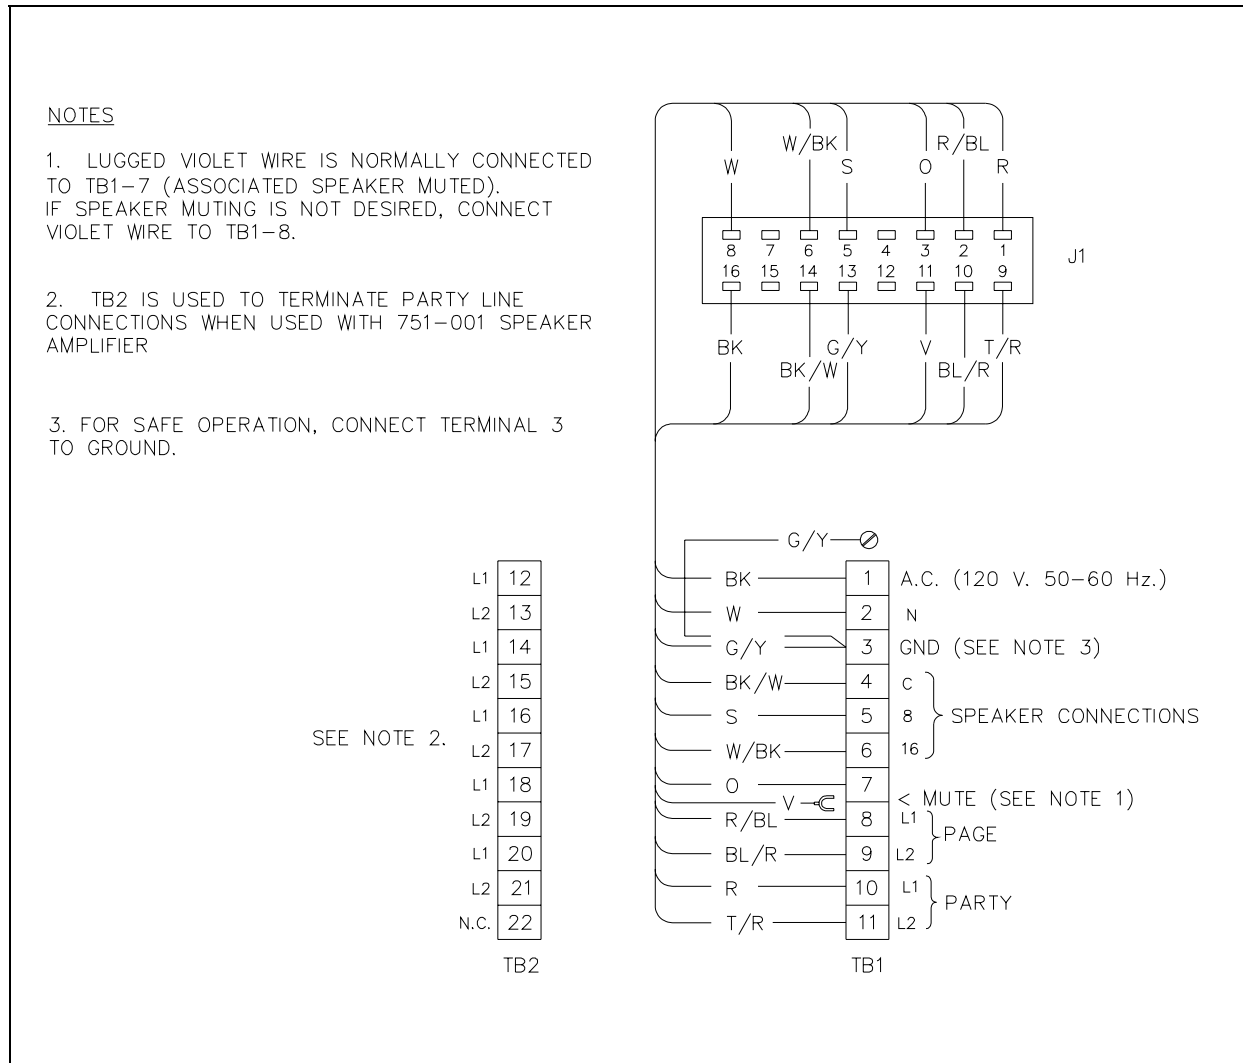 NOTES
1. LUGGED VIOLET WIRE IS NORMALLY CONNECTED
TO TB1-7 (ASSOCIATED SPEAKER MUTED).
IF SPEAKER MUTING IS NOT DESIRED, CONNECT
VIOLET WIRE TO TB1-8.
2. TB2 IS USED TO TERMINATE PARTY LINE
CONNECTIONS WHEN USED WITH 751-001 SPEAKER
AMPLIFIER
3. FOR SAFE OPERATION, CONNECT TERMINAL 3
TO GROUND.
W/BK R/BL
W S O R
8 7 6 5 4 3 2 1
16 15 14 13 12 11 10 9
J1
BK G/Y V T/R
BK/W BL/R
SEE NOTE 2.
L1 12
L2 13
L1 14
L2 15
L1 16
L2 17
L1 18
L2 19
L1 20
L2 21
N.C. 22
TB2
G/Y
BK 1 A.C. (120 V. 50-60 Hz.)
W 2 N
G/Y 3 GND (SEE NOTE 3)
BK/W 4 C
S 5 8 SPEAKER CONNECTIONS
W/BK 6 16
O 7
V < MUTE (SEE NOTE 1)
R/BL 8 L1
PAGE
BL/R 9 L2
R 10 L1
PARTY
T/R 11 L2
TB1